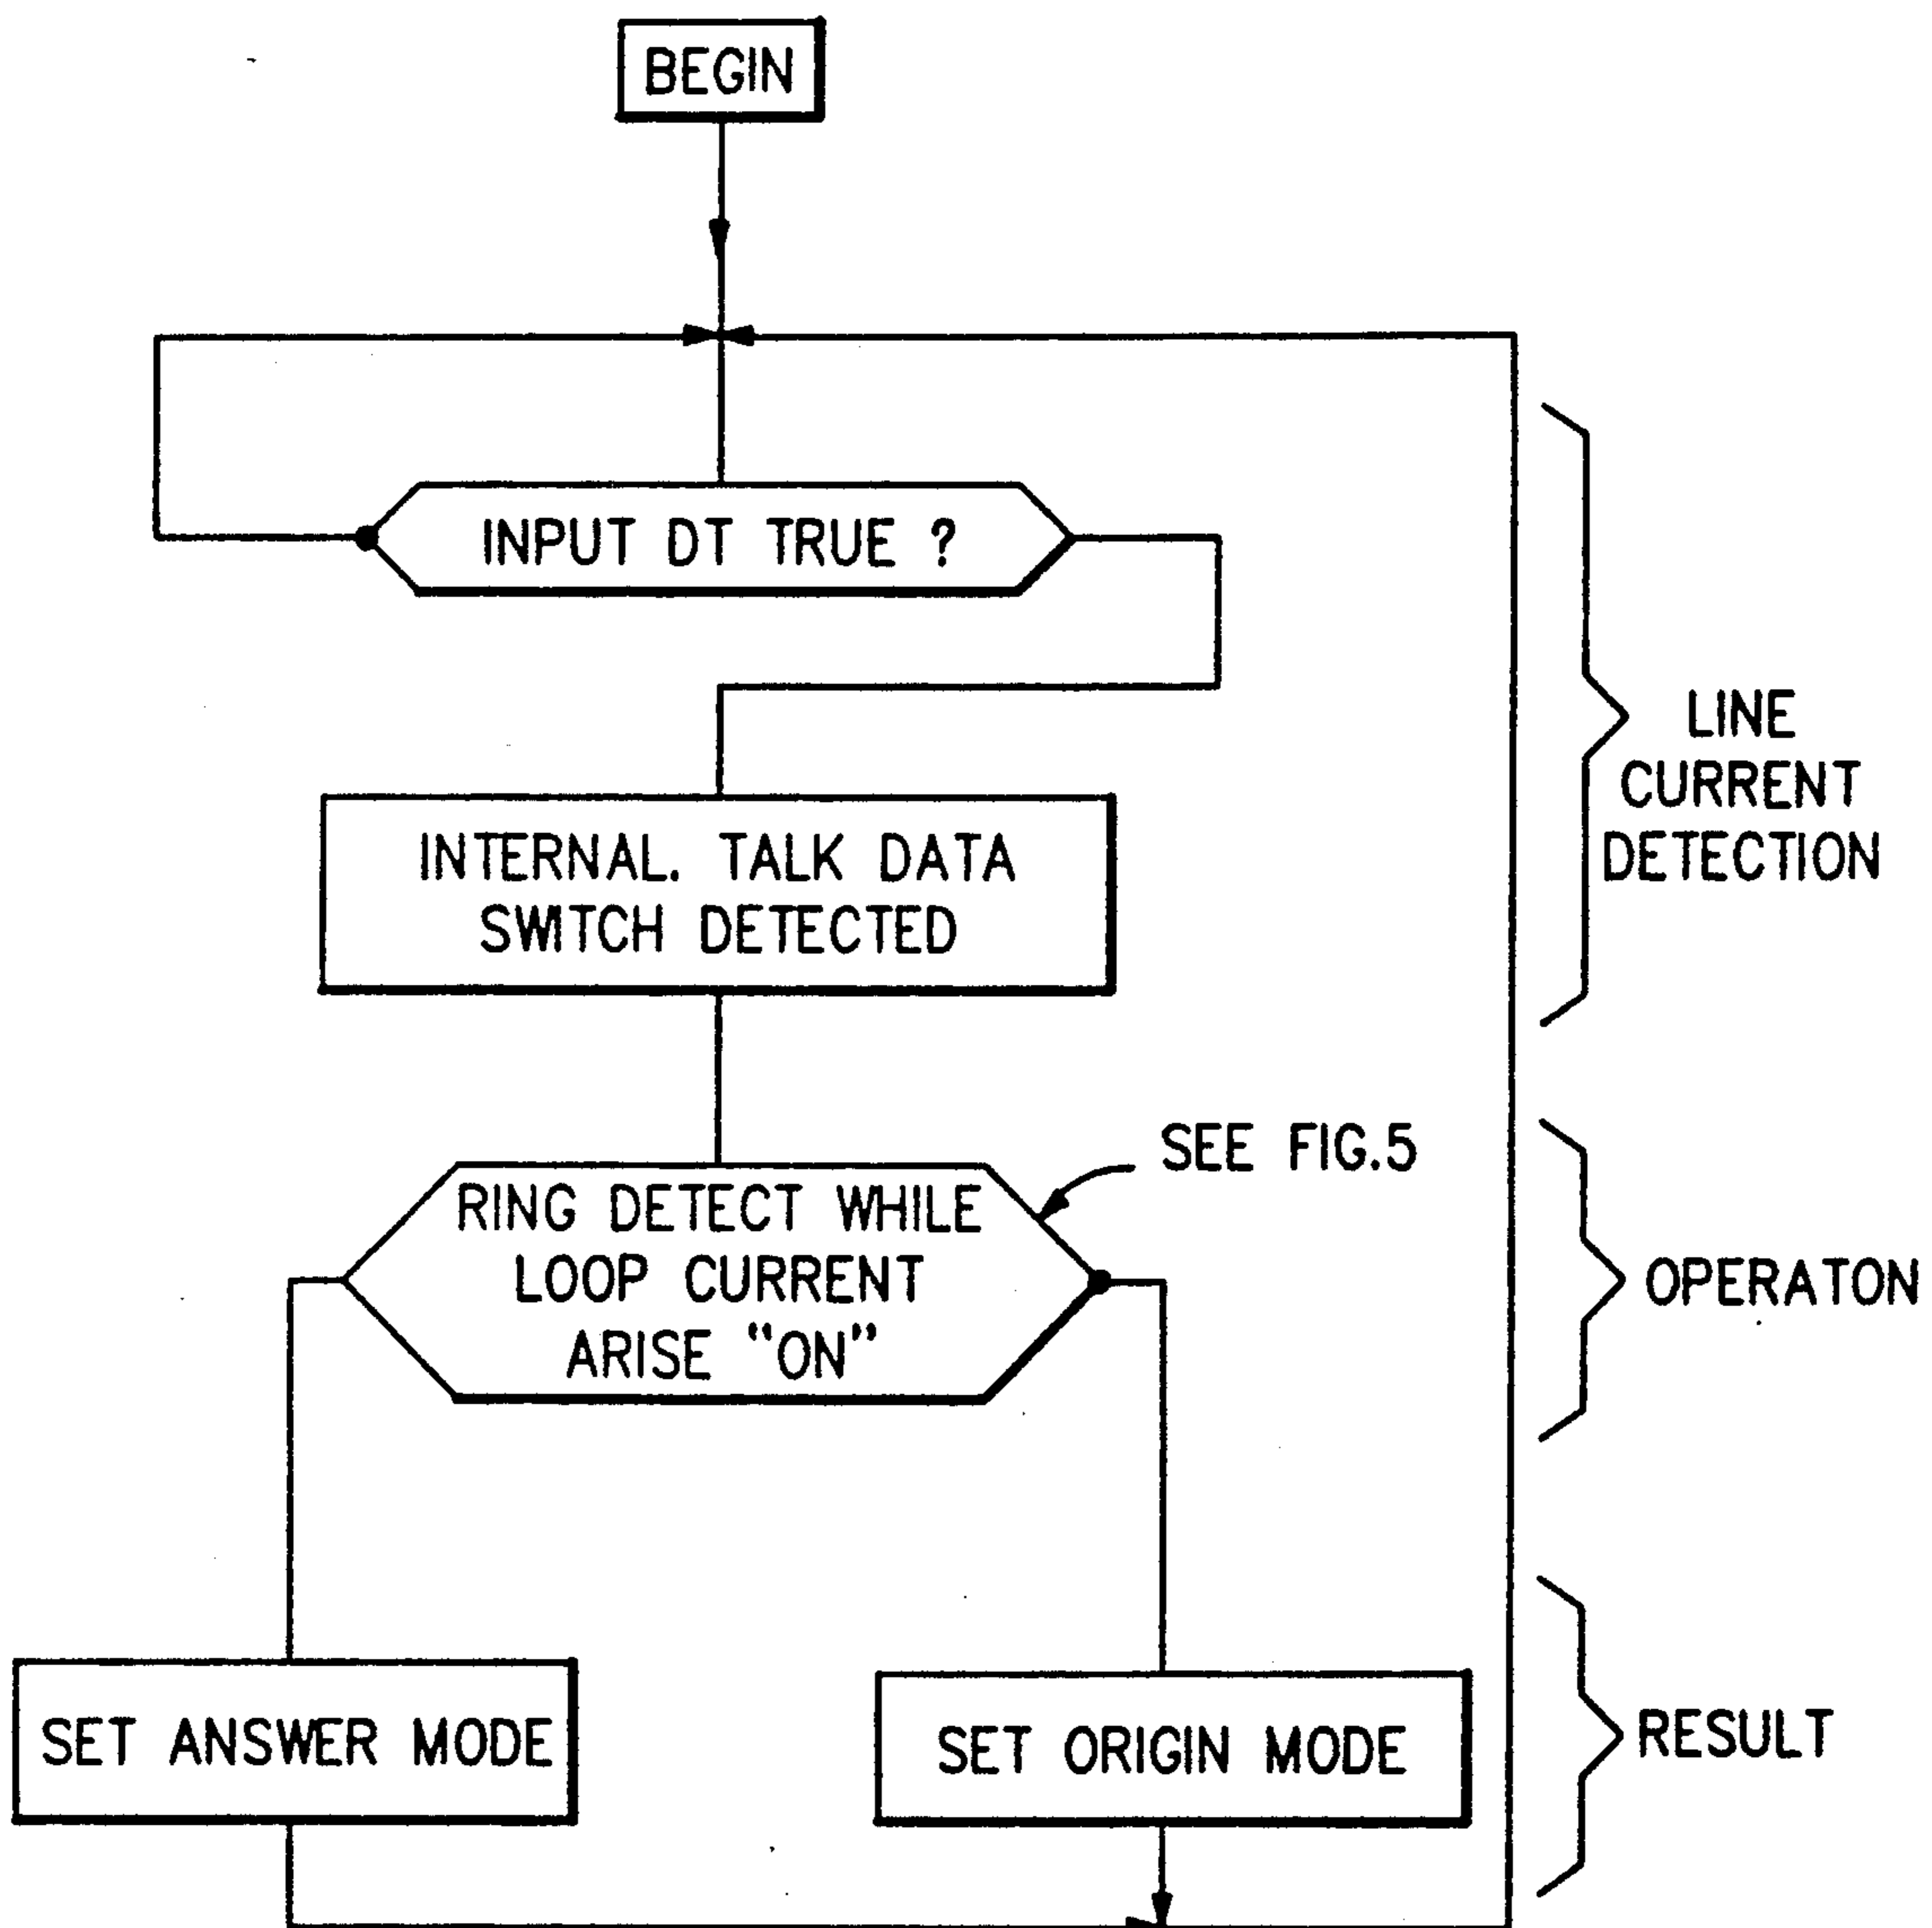 BEGIN
INPUT DT TRUE ?
LINE
CURRENT
DETECTION
INTERNAL. TALK DATA
SWITCH DETECTED
SEE FIG.5
RING DETECT WHILE
LOOP CURRENT
ARISE “ON”
OPERATON
SET ANSWER MODE
SET ORIGIN MODE
RESULT